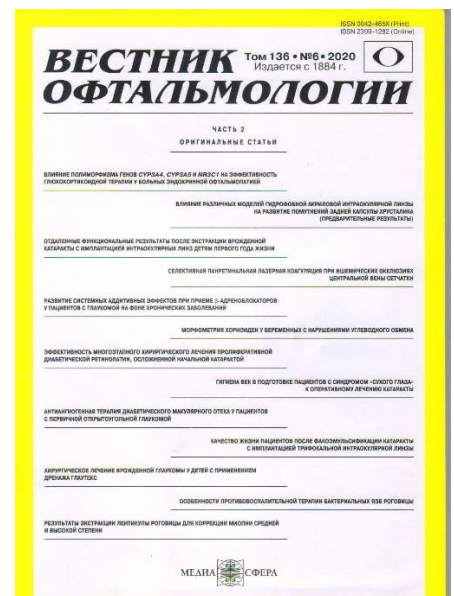 ISSN 0042-465X (Print)
ISSN 2309-1282 (Online)
ВЕСТНИК
Том 136 • №6 • 2020
Издается с 1884 г.
ОФТАЛЬМОЛОГИИ
ЧАСТЬ 2
ОРИГИНАЛЬНЫЕ СТАТЬИ
ВЛИЯНИЕ ПОЛИМОРФИЗМА ГЕНОВ CYP3A4, CYP3A5 И NR3C1 НА ЭФФЕКТИВНОСТЬ
ГЛЮКОКОРТИКОИДНОЙ ТЕРАПИИ У БОЛЬНЫХ ЭНДОКРИННОЙ ОФТАЛЬМОПАТИЕЙ
ВЛИЯНИЕ РАЗЛИЧНЫХ МОДЕЛЕЙ ГИДРОФОБНОЙ АКРИЛОВОЙ ИНТРАОКУЛЯРНОЙ ЛИНЗЫ
НА РАЗВИТИЕ ПОМУТНЕНИЙ ЗАДНЕЙ КАПСУЛЫ ХРУСТАЛИКА
(ПРЕДВАРИТЕЛЬНЫЕ РЕЗУЛЬТАТЫ)
ОТДАЛЕННЫЕ ФУНКЦИОНАЛЬНЫЕ РЕЗУЛЬТАТЫ ПОСЛЕ ЭКСТРАКЦИИ ВРОЖДЕННОЙ
КАТАРАКТЫ С ИМПЛАНТАЦИЕЙ ИНТРАОКУЛЯРНЫХ ЛИНЗ ДЕТЯМ ПЕРВОГО ГОДА ЖИЗНИ
СЕЛЕКТИВНАЯ ПАНРЕТИНАЛЬНАЯ ЛАЗЕРНАЯ КОАГУЛЯЦИЯ ПРИ ИШЕМИЧЕСКИХ ОККЛЮЗИЯХ
ЦЕНТРАЛЬНОЙ ВЕНЫ СЕТЧАТКИ
РАЗВИТИЕ СИСТЕМНЫХ АДДИТИВНЫХ ЭФФЕКТОВ ПРИ ПРИЕМЕ β-АДРЕНОБЛОКАТОРОВ
У ПАЦИЕНТОВ С ГЛАУКОМОЙ НА ФОНЕ ХРОНИЧЕСКИХ ЗАБОЛЕВАНИЙ
МОРФОМЕТРИЯ ХОРИОИДЕИ У БЕРЕМЕННЫХ С НАРУШЕНИЯМИ УГЛЕВОДНОГО ОБМЕНА
ЭФФЕКТИВНОСТЬ МНОГОЭТАПНОГО ХИРУРГИЧЕСКОГО ЛЕЧЕНИЯ ПРОЛИФЕРАТИВНОЙ
ДИАБЕТИЧЕСКОЙ РЕТИНОПАТИИ, ОСЛОЖНЕННОЙ НАЧАЛЬНОЙ КАТАРАКТОЙ
ГИГИЕНА ВЕК В ПОДГОТОВКЕ ПАЦИЕНТОВ С СИНДРОМОМ «СУХОГО ГЛАЗА»
К ОПЕРАТИВНОМУ ЛЕЧЕНИЮ КАТАРАКТЫ
АНТИАНГИОГЕННАЯ ТЕРАПИЯ ДИАБЕТИЧЕСКОГО МАКУЛЯРНОГО ОТЕКА У ПАЦИЕНТОВ
С ПЕРВИЧНОЙ ОТКРЫТОУГОЛЬНОЙ ГЛАУКОМОЙ
КАЧЕСТВО ЖИЗНИ ПАЦИЕНТОВ ПОСЛЕ ФАКОЭМУЛЬСИФИКАЦИИ КАТАРАКТЫ
С ИМПЛАНТАЦИЕЙ ТРИФОКАЛЬНОЙ ИНТРАОКУЛЯРНОЙ ЛИНЗЫ
ХИРУРГИЧЕСКОЕ ЛЕЧЕНИЕ ВРОЖДЕННОЙ ГЛАУКОМЫ У ДЕТЕЙ С ПРИМЕНЕНИЕМ
ДРЕНАЖА ГЛАУТЕКС
ОСОБЕННОСТИ ПРОТИВОВОСПАЛИТЕЛЬНОЙ ТЕРАПИИ БАКТЕРИАЛЬНЫХ ЯЗВ РОГОВИЦЫ
РЕЗУЛЬТАТЫ ЭКСТРАКЦИИ ЛЕНТИКУЛЫ РОГОВИЦЫ ДЛЯ КОРРЕКЦИИ МИОПИИ СРЕДНЕЙ
И ВЫСОКОЙ СТЕПЕНИ
МЕДИА СФЕРА